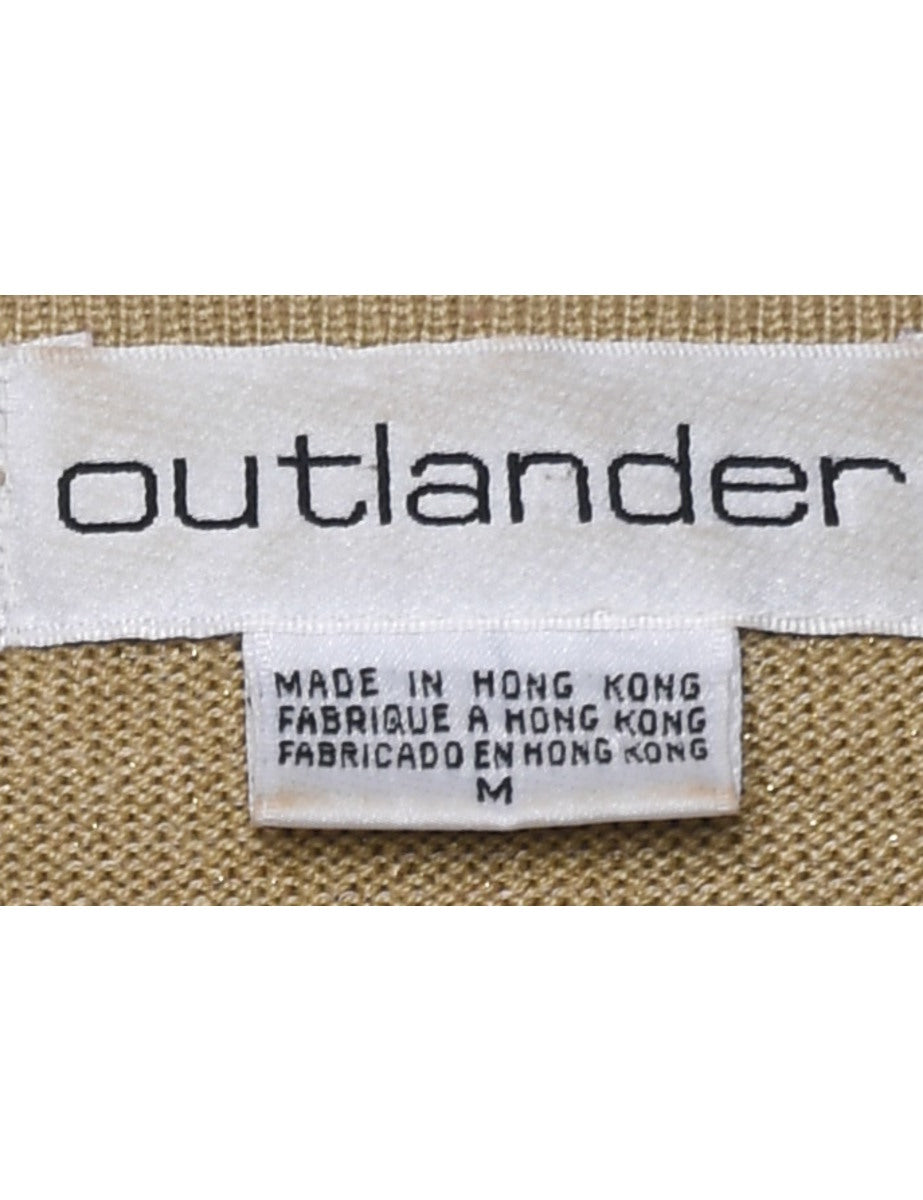 outlander
MADE IN HONG KONG
FABRIQUE A HONG KONG
FABRICADO EN HONG KONG
M